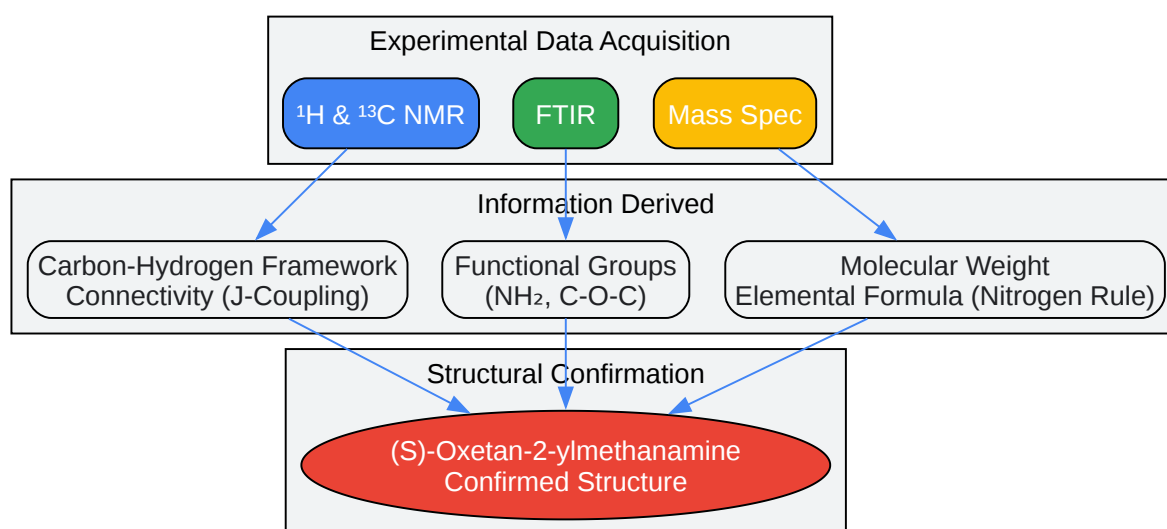 Experimental Data Acquisition
¹H & ¹³C NMR
FTIR
Mass Spec
Information Derived
Carbon-Hydrogen Framework
Connectivity (J-Coupling)
Functional Groups
(NH₂, C-O-C)
Molecular Weight
Elemental Formula (Nitrogen Rule)
Structural Confirmation
(S)-Oxetan-2-ylmethanamine
Confirmed Structure